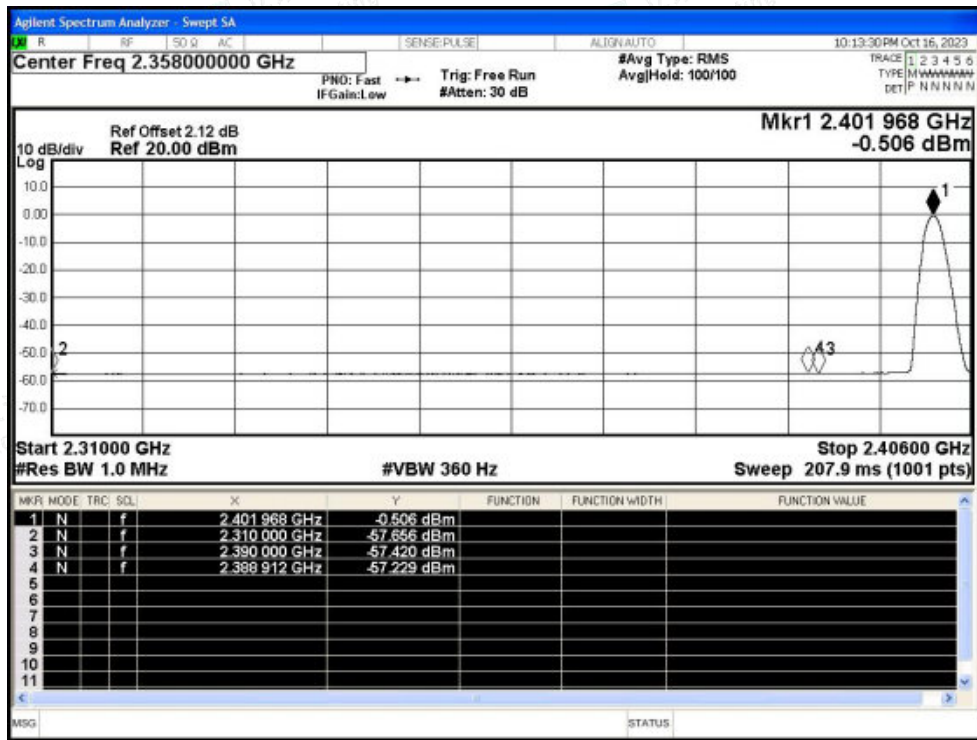 Agilent Spectrum Analyzer - Swept SA
R RF 50 Ω AC SENSE:PULSE ALIGNAUTO 10:13:30 PM Oct 16, 2023
Center Freq 2.358000000 GHz
PNO: Fast
IFGain:Low
Trig: Free Run
#Atten: 30 dB
#Avg Type: RMS
Avg|Hold: 100/100
TRACE 1 2 3 4 5 6
TYPE M
DET P N N N N N
Ref Offset 2.12 dB
10 dB/div Ref 20.00 dBm
Log
Mkr1 2.401 968 GHz
-0.506 dBm
10.0
0.00
-10.0
-20.0
-30.0
-40.0
-50.0
-60.0
-70.0
1
2
4 3
Start 2.31000 GHz Stop 2.40600 GHz
#Res BW 1.0 MHz #VBW 360 Hz Sweep 207.9 ms (1001 pts)
MKR MODE TRC SCL X Y FUNCTION FUNCTION WIDTH FUNCTION VALUE
1 N f 2.401 968 GHz -0.506 dBm
2 N f 2.310 000 GHz -57.656 dBm
3 N f 2.390 000 GHz -57.420 dBm
4 N f 2.388 912 GHz -57.229 dBm
5
6
7
8
9
10
11
MSG STATUS